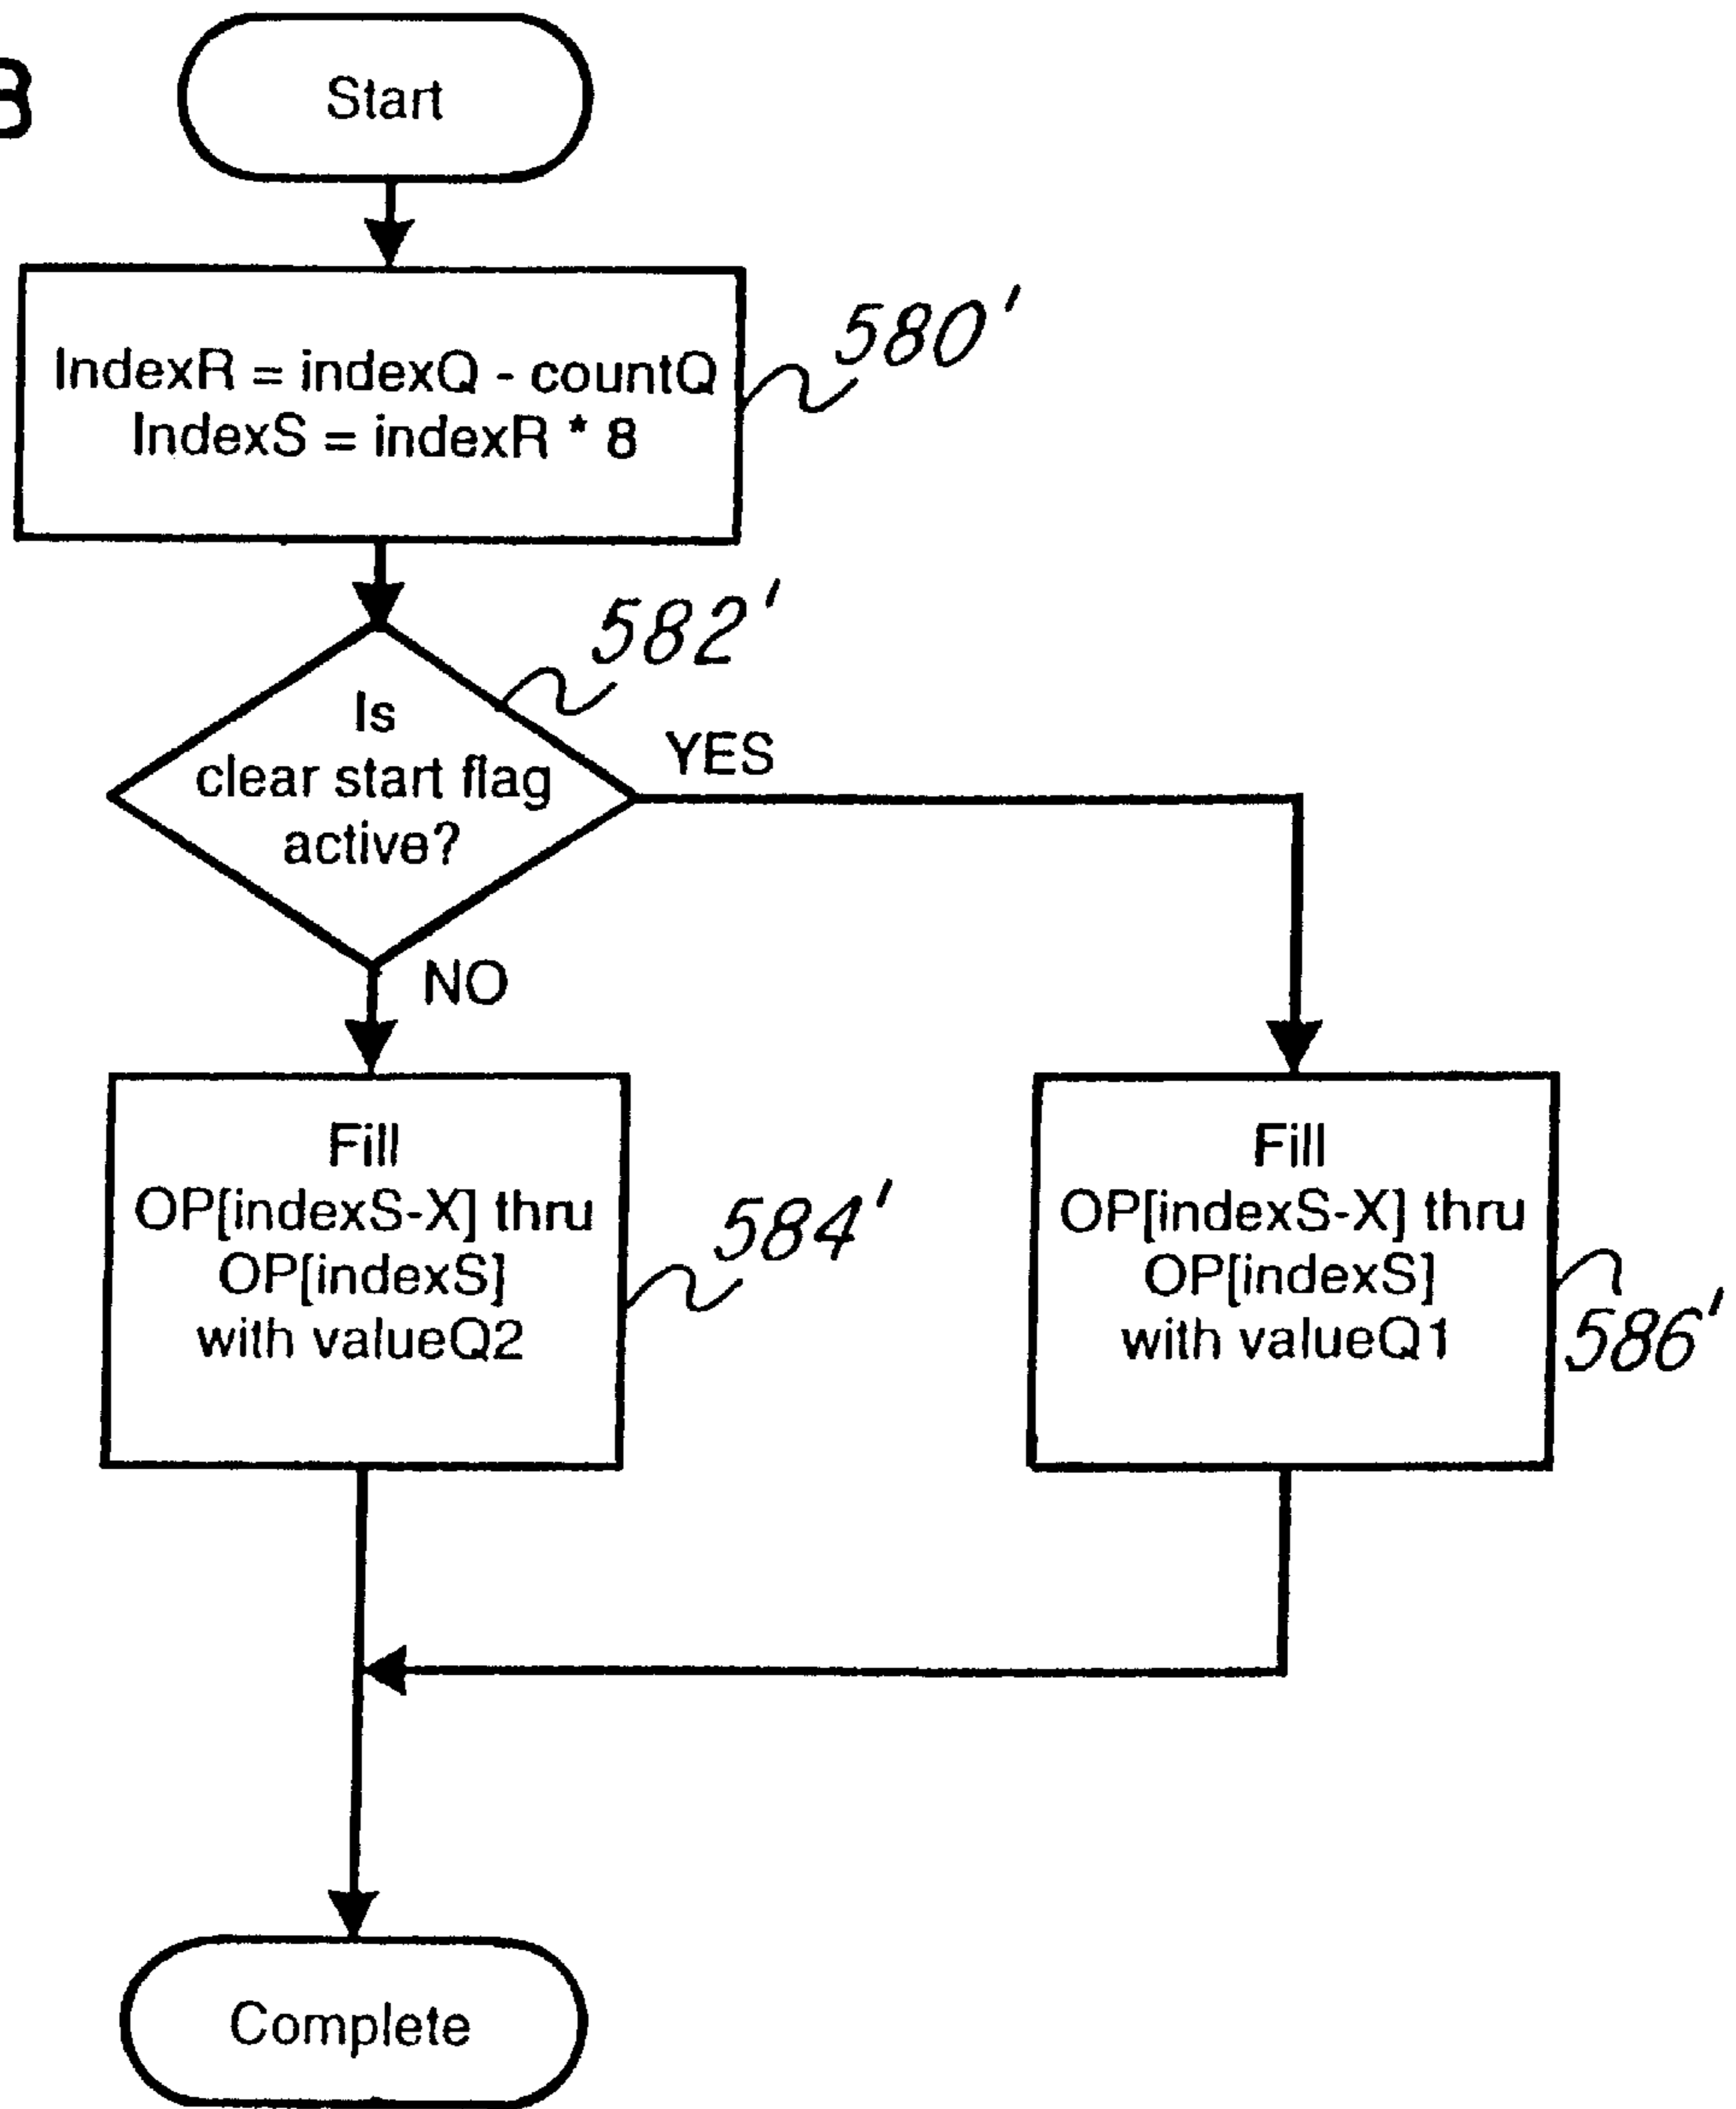 B
Start
IndexR = indexQ - countQ
IndexS = indexR * 8
580'
582'
Is
clear start flag
active?
YES
NO
Fill
OP[indexS-X] thru
OP[indexS]
with valueQ2
584'
Fill
OP[indexS-X] thru
OP[indexS]
with valueQ1
586'
Complete